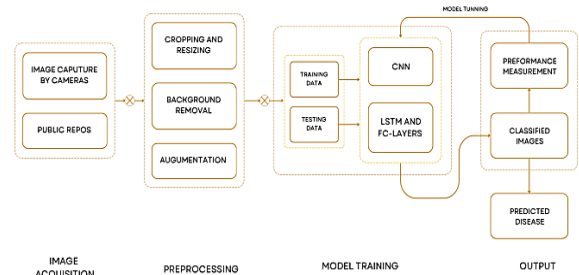 MODEL TUNNING
IMAGE CAPUTURE
BY CAMERAS
PUBLIC REPOS
CROPPING AND
RESIZING
BACKGROUND
REMOVAL
AUGUMENTATION
TRAINING
DATA
TESTING
DATA
CNN
LSTM AND
FC-LAYERS
PREFORMANCE
MEASUREMENT
CLASSIFIED
IMAGES
PREDICTED
DISEASE
IMAGE
ACQUISITION
PREPROCESSING
MODEL TRAINING
OUTPUT